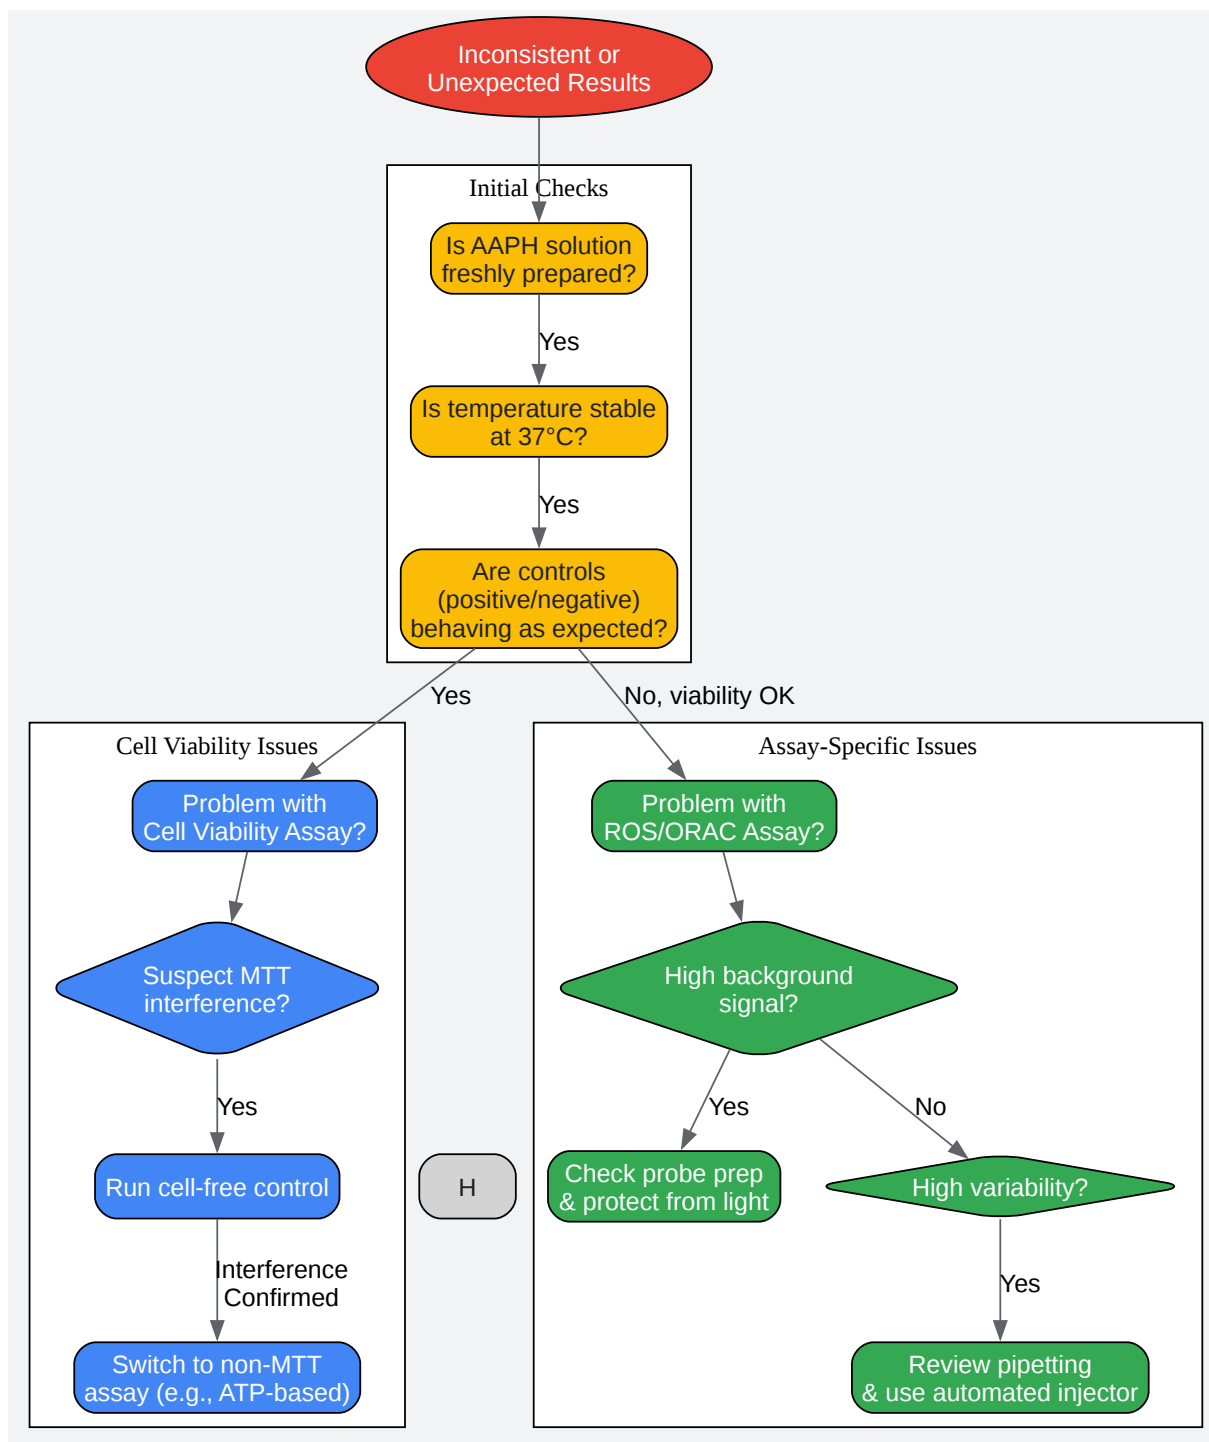 Inconsistent or
Unexpected Results
Initial Checks
Is AAPH solution
freshly prepared?
Yes
Is temperature stable
at 37°C?
Yes
Are controls
(positive/negative)
behaving as expected?
Yes
No, viability OK
Cell Viability Issues
Problem with
Cell Viability Assay?
Suspect MTT
interference?
Yes
Run cell-free control
Interference
Confirmed
Switch to non-MTT
assay (e.g., ATP-based)
H
Assay-Specific Issues
Problem with
ROS/ORAC Assay?
High background
signal?
Yes
No
Check probe prep
& protect from light
High variability?
Yes
Review pipetting
& use automated injector